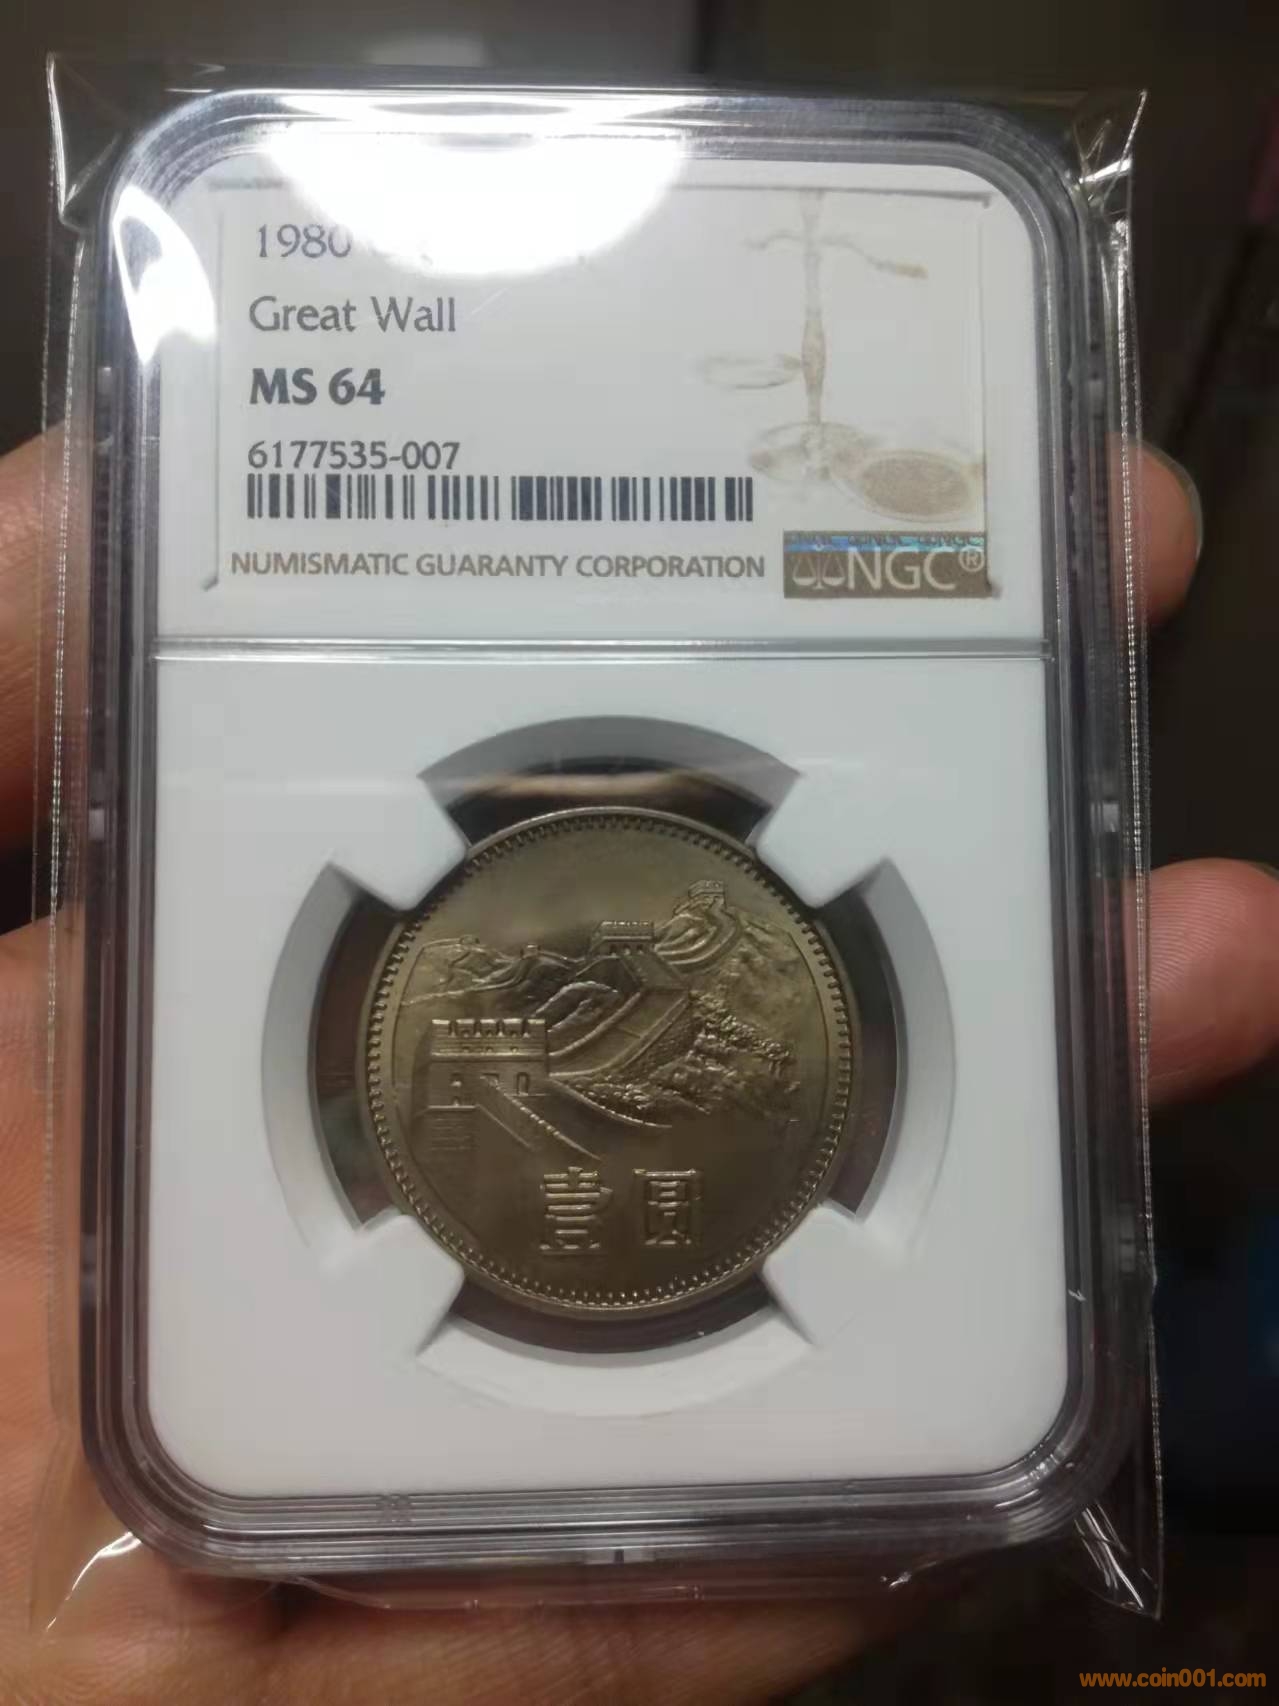 1980
Great Wall
MS 64
6177535-007
NUMISMATIC GUARANTY CORPORATION
NGC®
壹圆
www.coin001.com